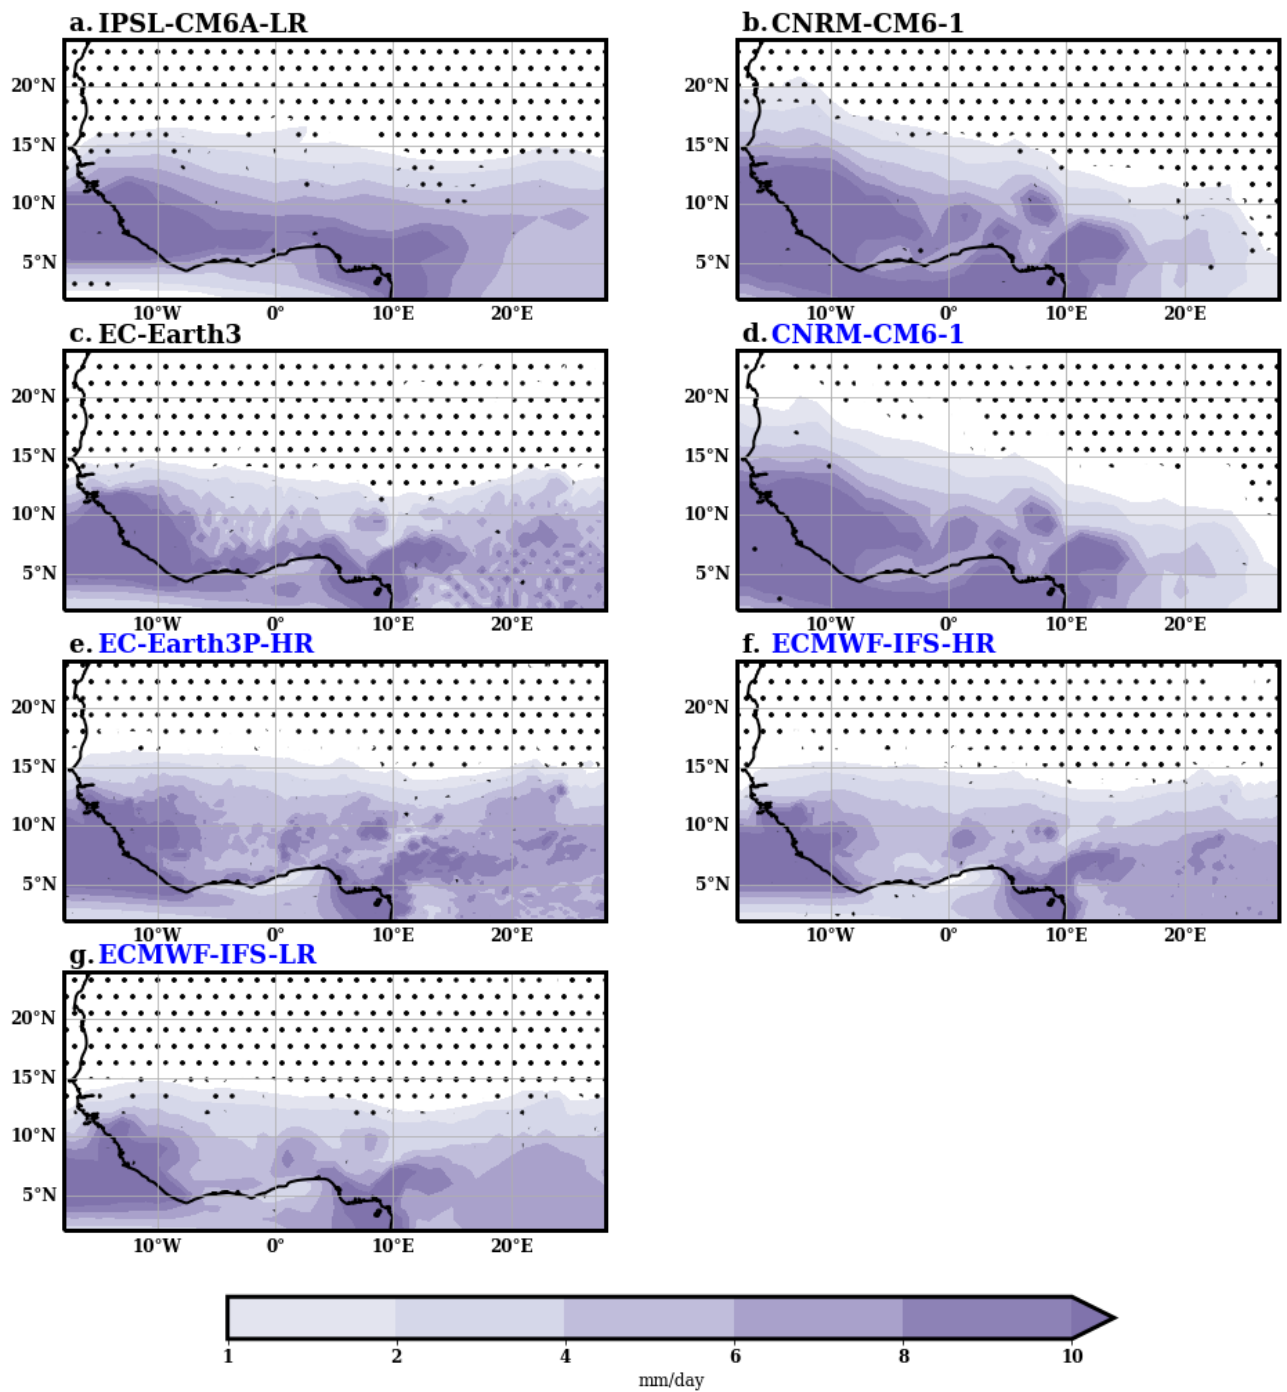 a. IPSL-CM6A-LR
b. CNRM-CM6-1
20°N
15°N
10°N
5°N
10°W 0° 10°E 20°E
20°N
15°N
10°N
5°N
10°W 0° 10°E 20°E
c. EC-Earth3
d. CNRM-CM6-1
20°N
15°N
10°N
5°N
10°W 0° 10°E 20°E
20°N
15°N
10°N
5°N
10°W 0° 10°E 20°E
e. EC-Earth3P-HR
f. ECMWF-IFS-HR
20°N
15°N
10°N
5°N
10°W 0° 10°E 20°E
20°N
15°N
10°N
5°N
10°W 0° 10°E 20°E
g. ECMWF-IFS-LR
20°N
15°N
10°N
5°N
10°W 0° 10°E 20°E
1 2 4 6 8 10
mm/day